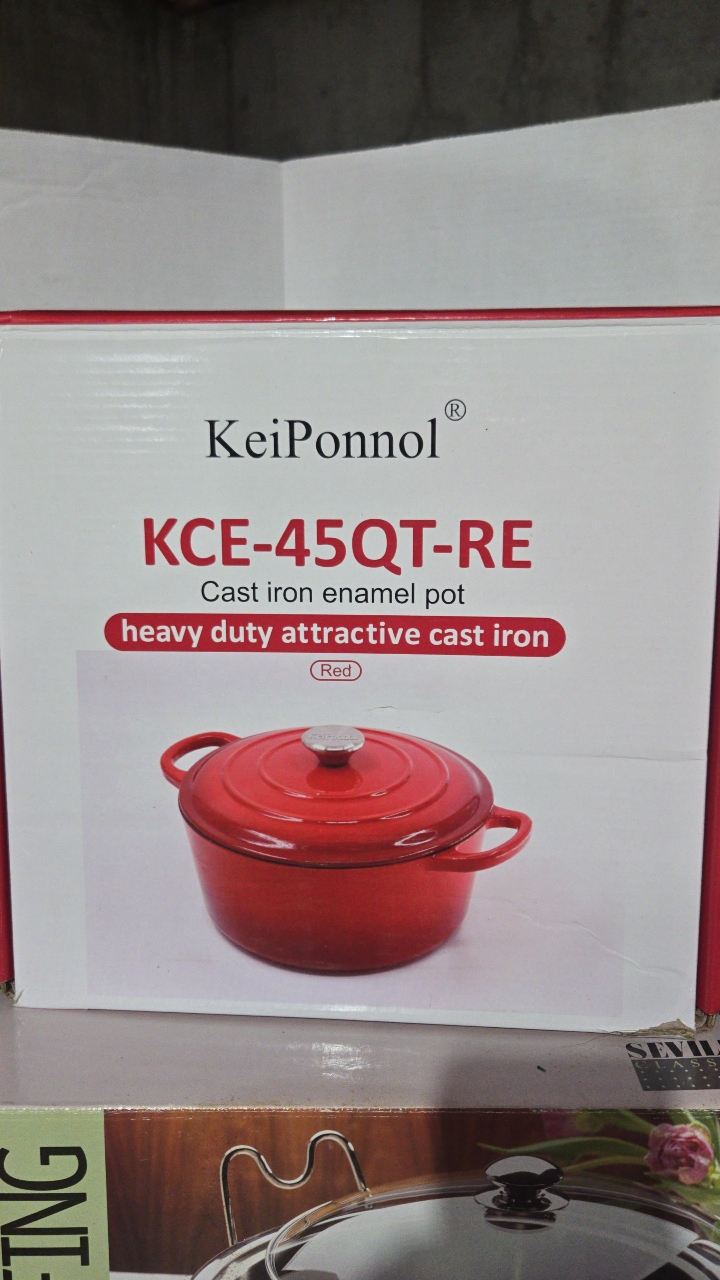 KeiPonnol®
KCE-45QT-RE
Cast iron enamel pot
heavy duty attractive cast iron
Red